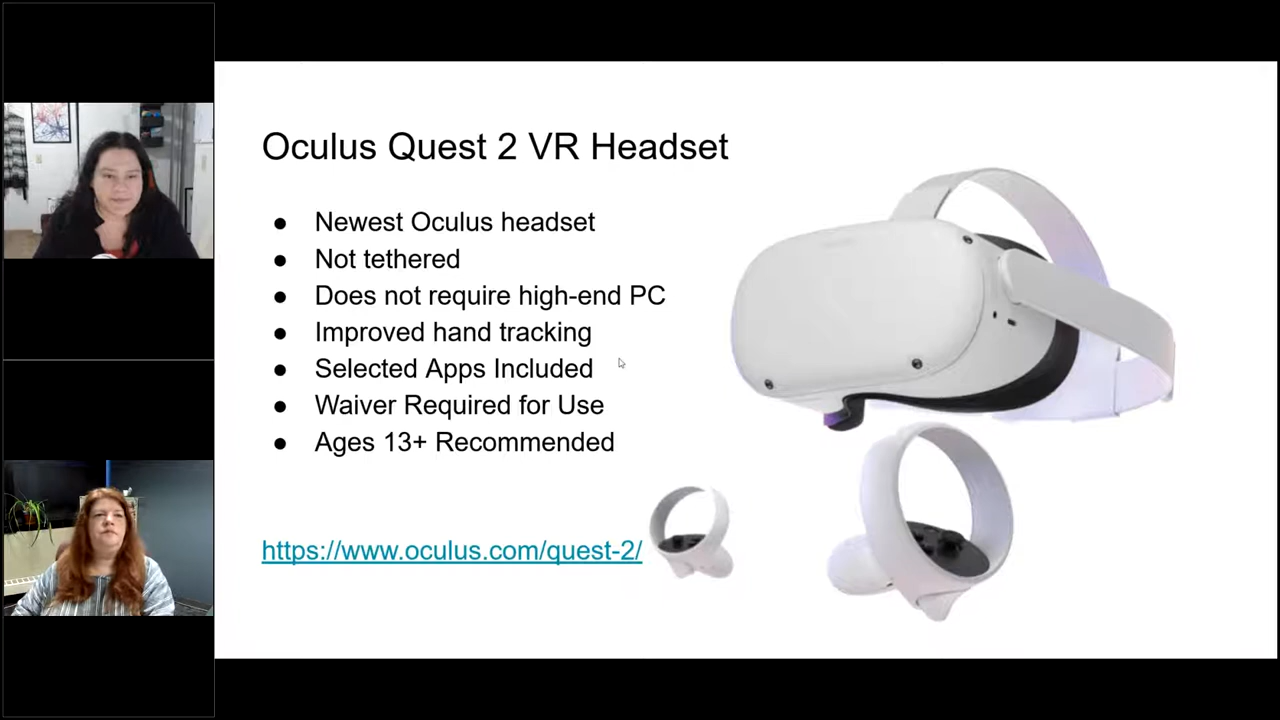 Oculus Quest 2 VR Headset
● Newest Oculus headset
● Not tethered
● Does not require high-end PC
● Improved hand tracking
● Selected Apps Included
● Waiver Required for Use
● Ages 13+ Recommended
https://www.oculus.com/quest-2/